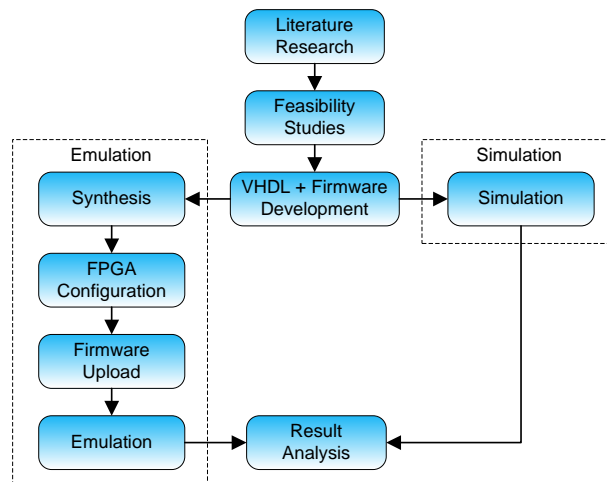 Literature
Research
Feasibility
Studies
Emulation
Simulation
Synthesis
VHDL + Firmware
Development
Simulation
FPGA
Configuration
Firmware
Upload
Emulation
Result
Analysis